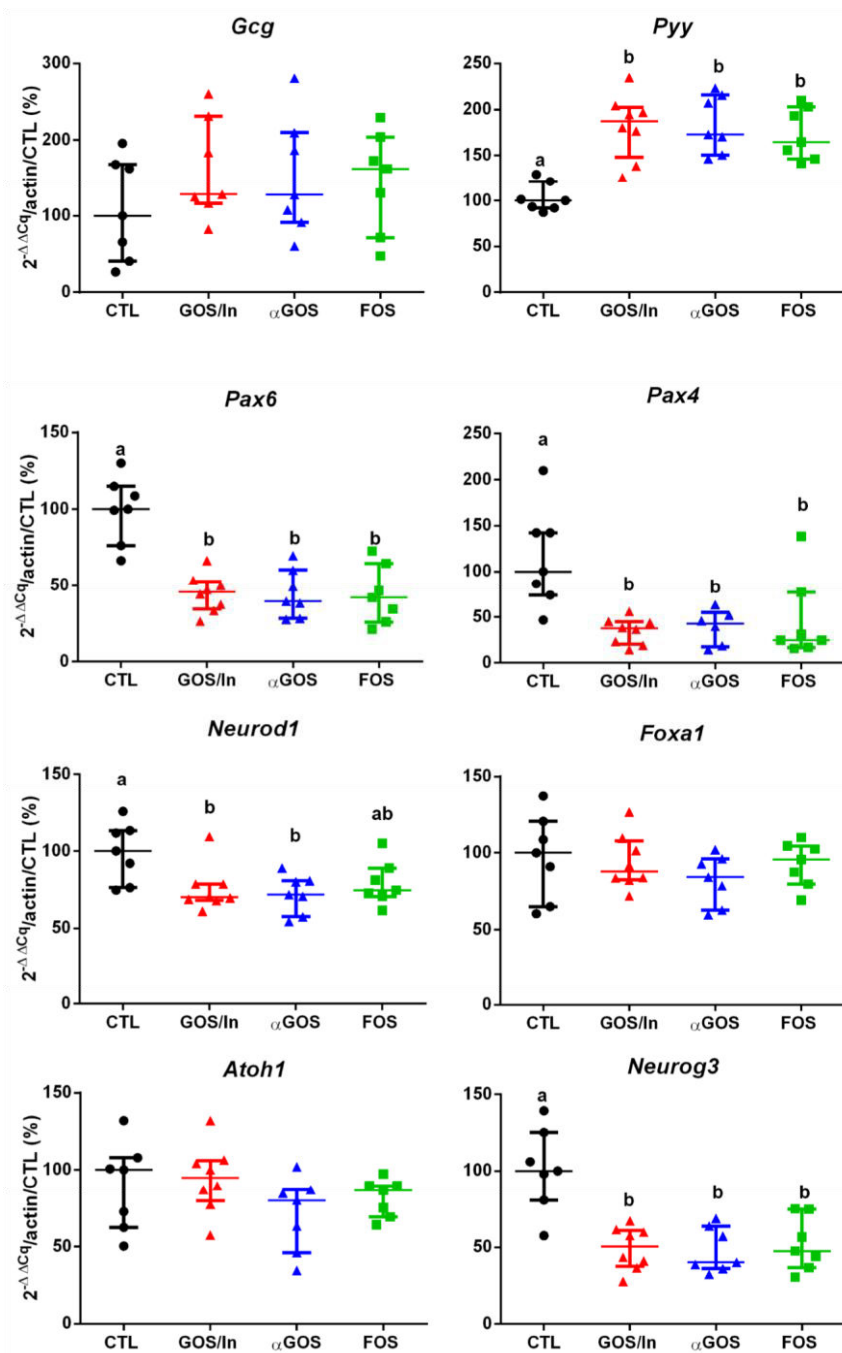 Gcg
Pyy
2-ΔΔCq/actin/CTL (%)
300
200
100
0
CTL GOS/In αGOS FOS
250
200
150
100
50
0
a b b b
CTL GOS/In αGOS FOS
Pax6
Pax4
2-ΔΔCq/actin/CTL (%)
150
100
50
0
a b b b
CTL GOS/In αGOS FOS
250
200
150
100
50
0
a b b b
CTL GOS/In αGOS FOS
Neurod1
Foxa1
2-ΔΔCq/actin/CTL (%)
150
100
50
0
a b b ab
CTL GOS/In αGOS FOS
150
100
50
0
CTL GOS/In αGOS FOS
Atoh1
Neurog3
2-ΔΔCq/actin/CTL (%)
150
100
50
0
CTL GOS/In αGOS FOS
150
100
50
0
a b b b
CTL GOS/In αGOS FOS